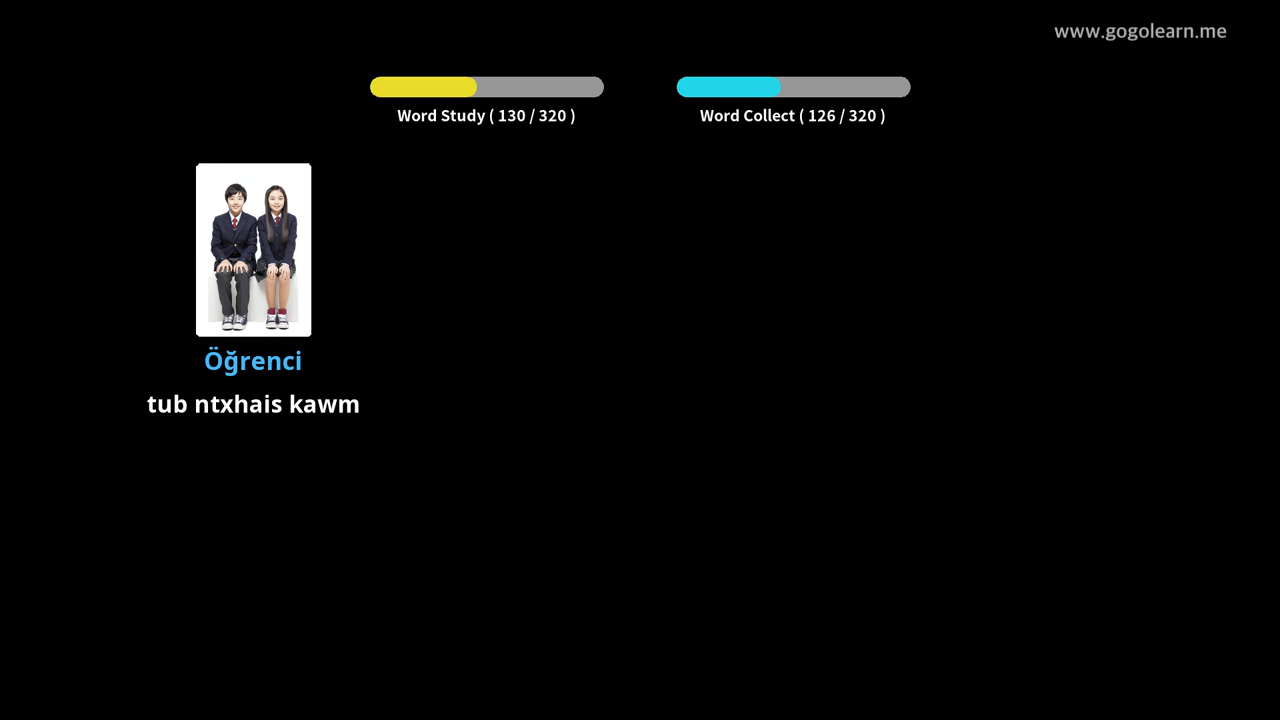 www.gogolearn.me
Word Study ( 130 / 320 )
Word Collect ( 126 / 320 )
Öğrenci
tub ntxhais kawm